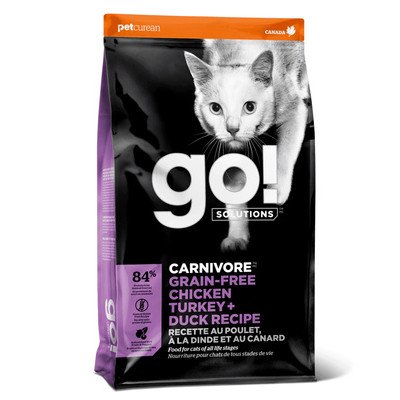 petcurean
CANADA
go!
SOLUTIONS
CARNIVORE
GRAIN-FREE
CHICKEN
TURKEY +
DUCK RECIPE
RECETTE AU POULET,
À LA DINDE ET AU CANARD
Food for cats of all life stages
Nourriture pour chats de tous stades de vie
84%